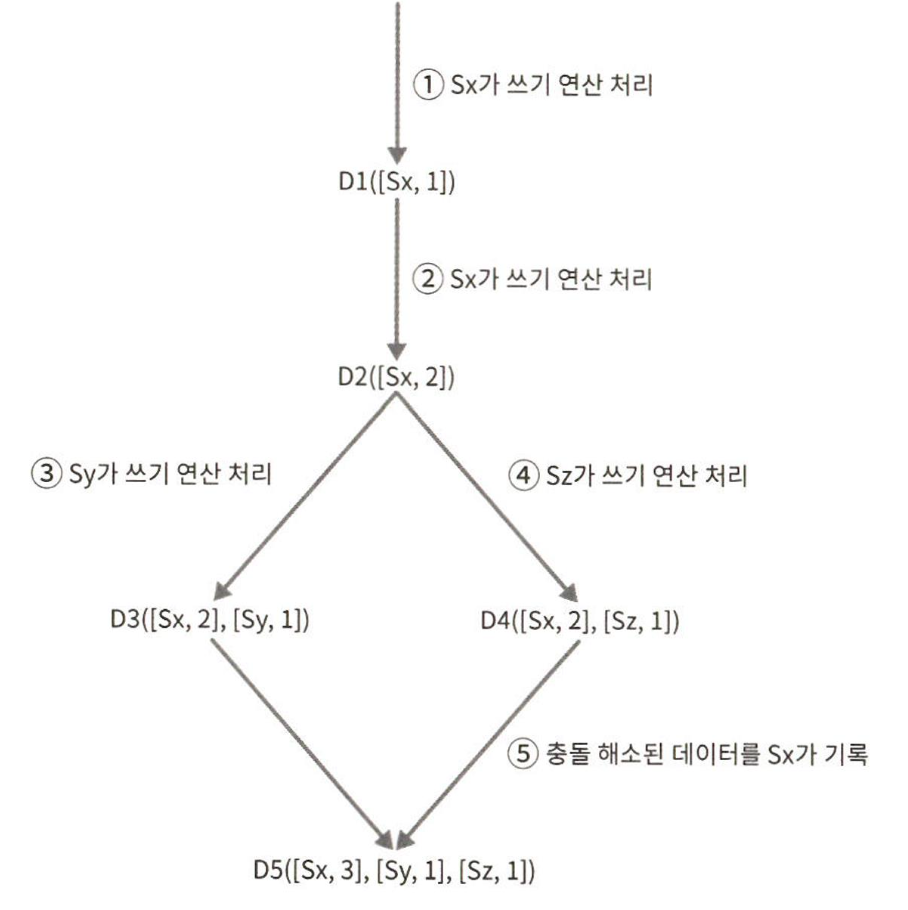 ① Sx가 쓰기 연산 처리
D1([Sx, 1])
② Sx가 쓰기 연산 처리
D2([Sx, 2])
③ Sy가 쓰기 연산 처리
④ Sz가 쓰기 연산 처리
D3([Sx, 2], [Sy, 1])
D4([Sx, 2], [Sz, 1])
⑤ 충돌 해소된 데이터를 Sx가 기록
D5([Sx, 3], [Sy, 1], [Sz, 1])